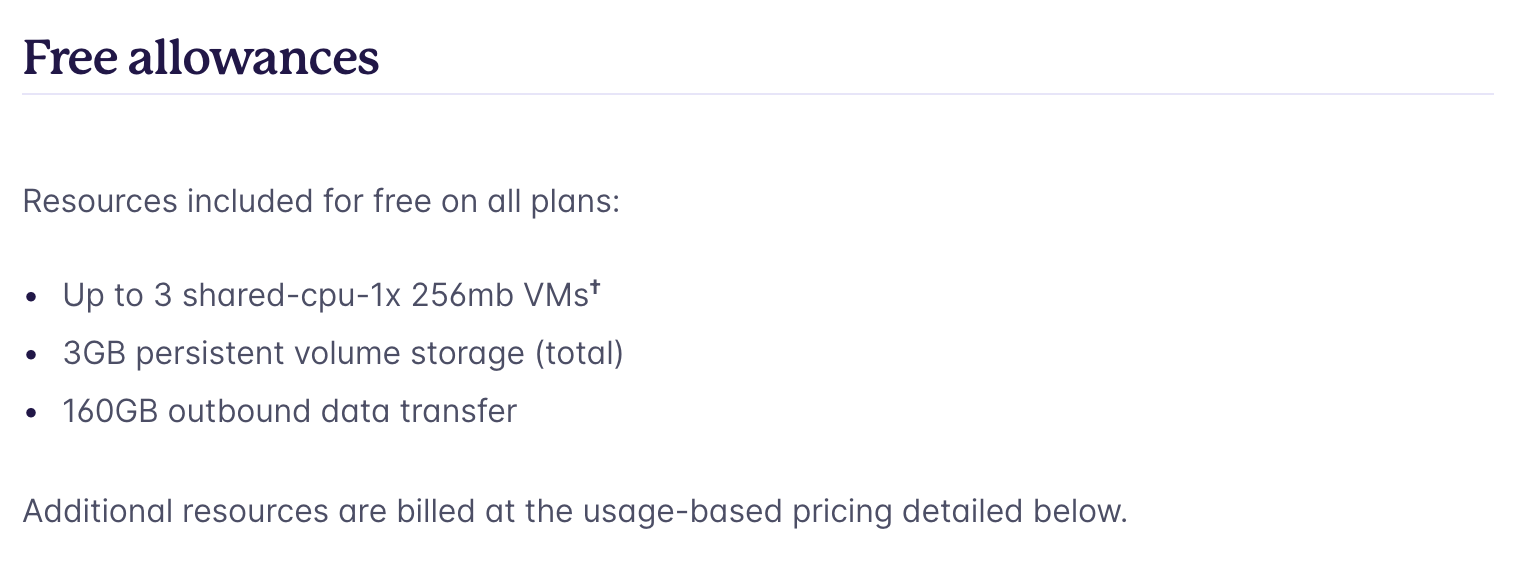 Free allowances
Resources included for free on all plans:
• Up to 3 shared-cpu-1x 256mb VMs†
• 3GB persistent volume storage (total)
• 160GB outbound data transfer
Additional resources are billed at the usage-based pricing detailed below.